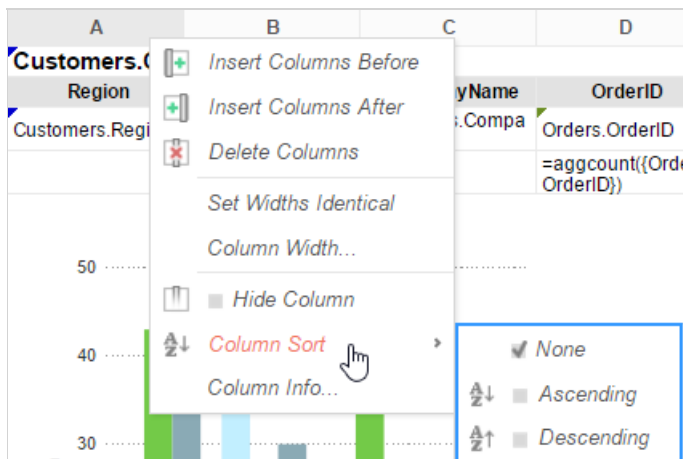 A B C D
Customers.C
Region yName OrderID
Customers.Regi s.Compa Orders.OrderID
=aggcount({Orde
OrderID})
Insert Columns Before
Insert Columns After
Delete Columns
Set Widths Identical
Column Width...
Hide Column
Column Sort
Column Info...
None
Ascending
Descending
50
40
30